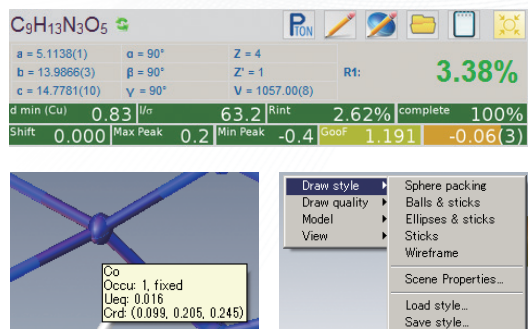 C9H13N3O5
PTON
a = 5.1138(1) α = 90° Z = 4
b = 13.9866(3) β = 90° Z' = 1 R1: 3.38%
c = 14.7781(10) γ = 90° V = 1057.00(8)
d min (Cu) 0.83 I/σ 63.2 Rint 2.62% complete 100%
Shift 0.000 Max Peak 0.2 Min Peak -0.4 GooF 1.191 -0.06(3)
Co
Occu: 1, fixed
Ueq: 0.016
Crd: (0.099, 0.205, 0.245)
Draw style
Draw quality
Model
View
Sphere packing
Balls & sticks
Ellipses & sticks
Sticks
Wireframe
Scene Properties...
Load style...
Save style...